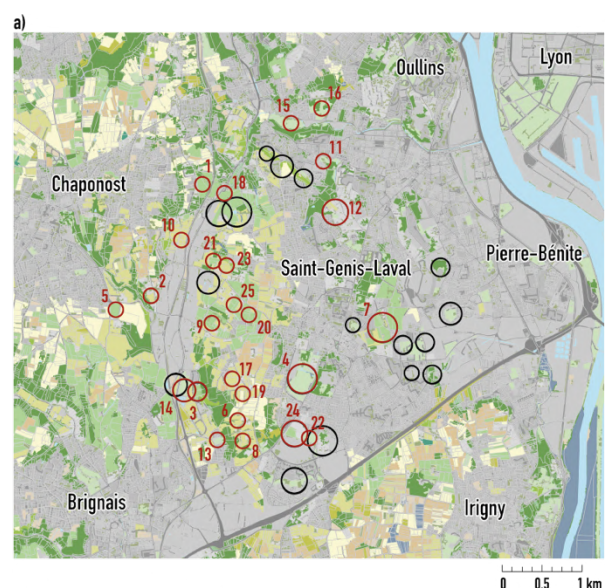 a)
Lyon
Oullins
16
15
11
1
Chaponost
18
12
10
21
23
Saint-Genis-Laval
Pierre-Bénite
2
5
25
7
9
20
4
17
14
3
19
6
24
22
13
8
Brignais
Irigny
0 0.5 1 km